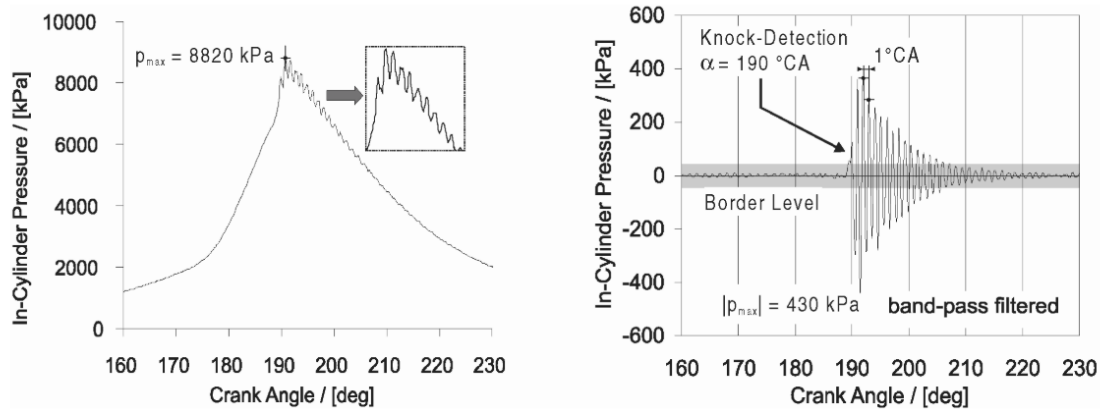 10000
8000
6000
4000
2000
0
In-Cylinder Pressure / [kPa]
pmax = 8820 kPa
160 170 180 190 200 210 220 230
Crank Angle / [deg]
600
400
200
0
-200
-400
-600
In-Cylinder Pressure / [kPa]
Knock-Detection
α = 190 °CA
1°CA
Border Level
|pmax| = 430 kPa
band-pass filtered
160 170 180 190 200 210 220 230
Crank Angle / [deg]